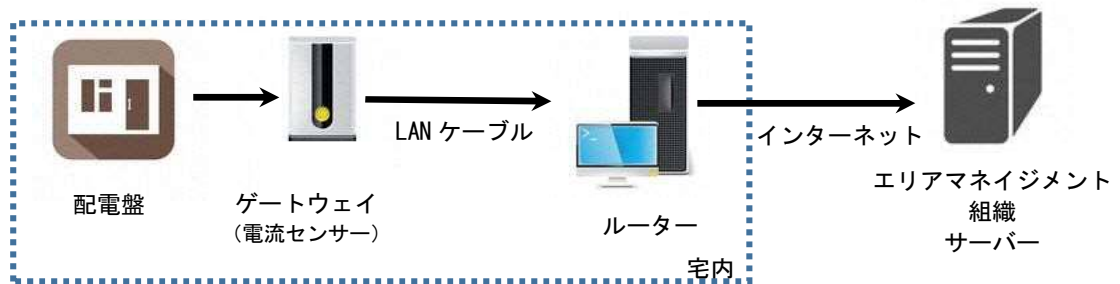 LAN ケーブル
インターネット
配電盤
ゲートウェイ
（電流センサー）
ルーター
エリアマネイジメント
組織
サーバー
宅内